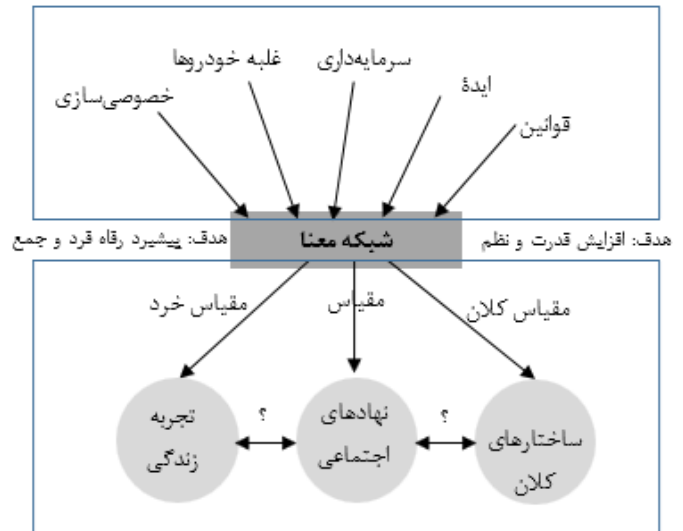 سرمایه‌داری
غلبه خودروها
ایدۀ
خصوصی‌سازی
قوانین
هدف: افزایش قدرت و نظم
شبکه معنا
هدف: پیشبرد رفاه فرد و جمع
مقیاس کلان
مقیاس
مقیاس خرد
ساختارهای
کلان
؟
نهادهای
اجتماعی
؟
تجربه
زندگی